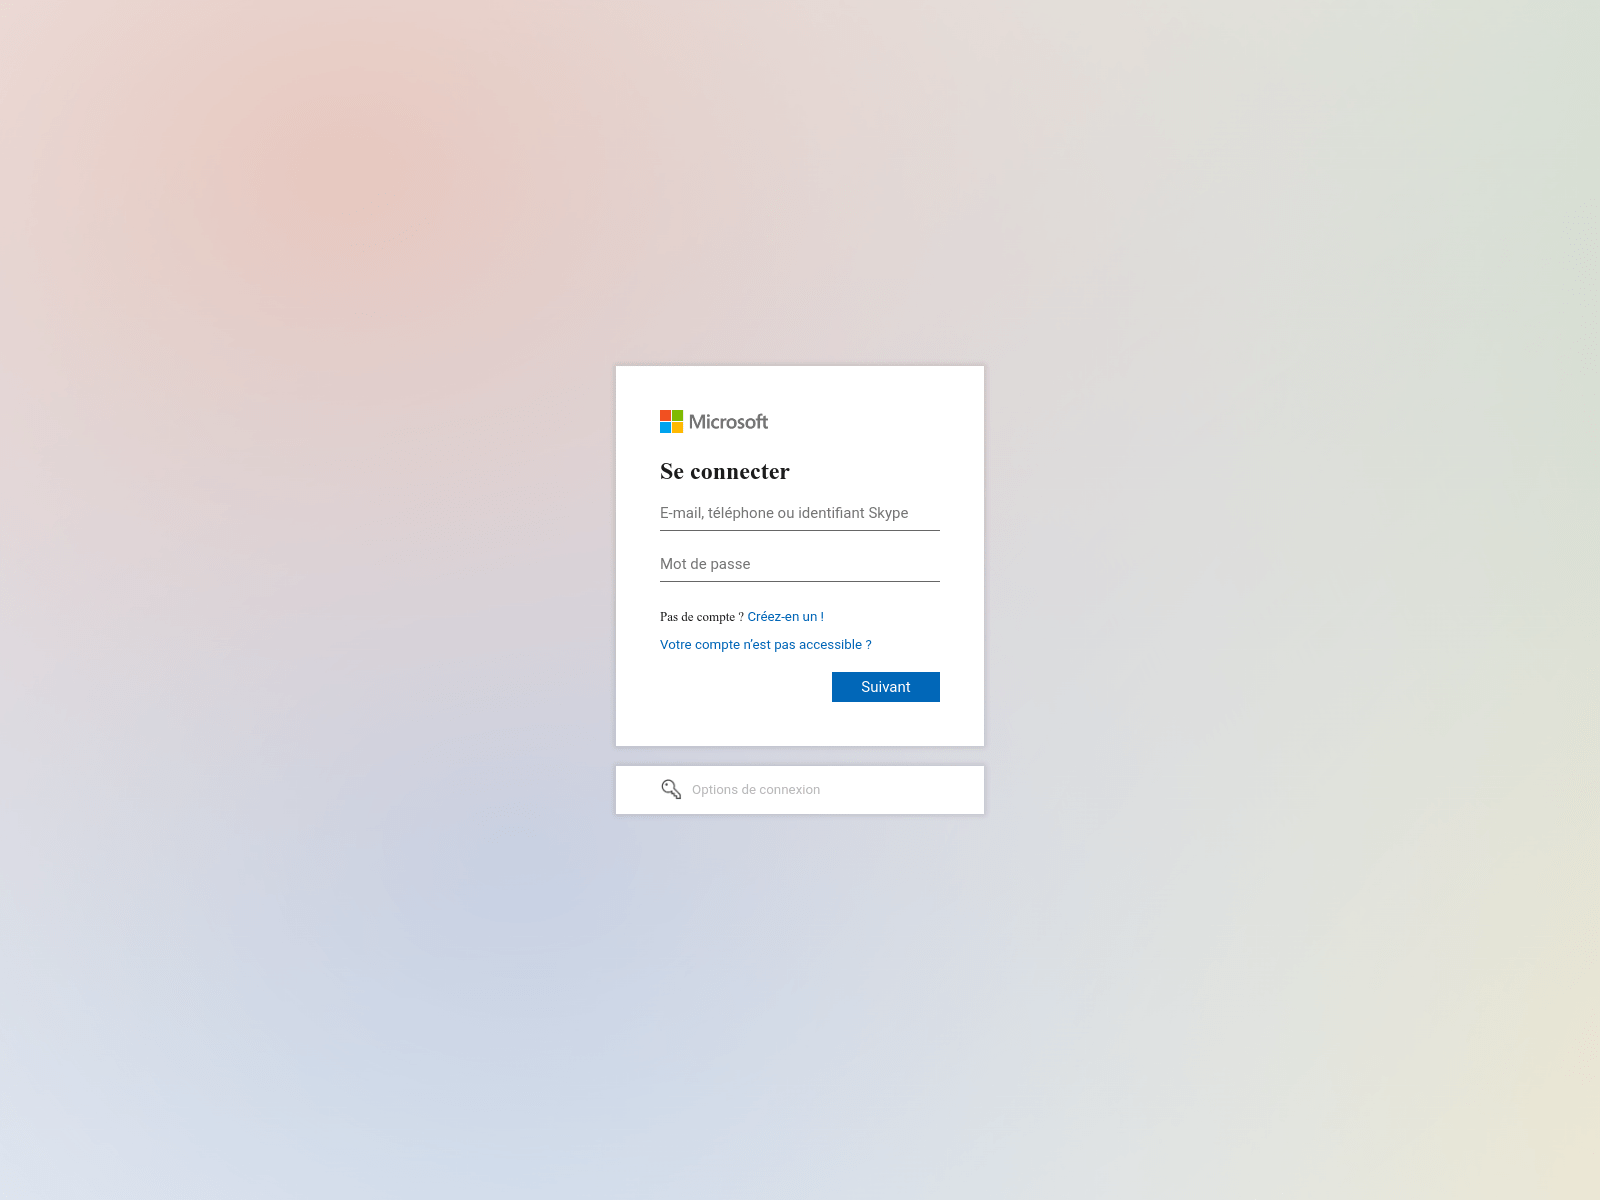 Microsoft
Se connecter
E-mail, téléphone ou identifiant Skype
Mot de passe
Pas de compte ? Créez-en un !
Votre compte n’est pas accessible ?
Suivant
Options de connexion